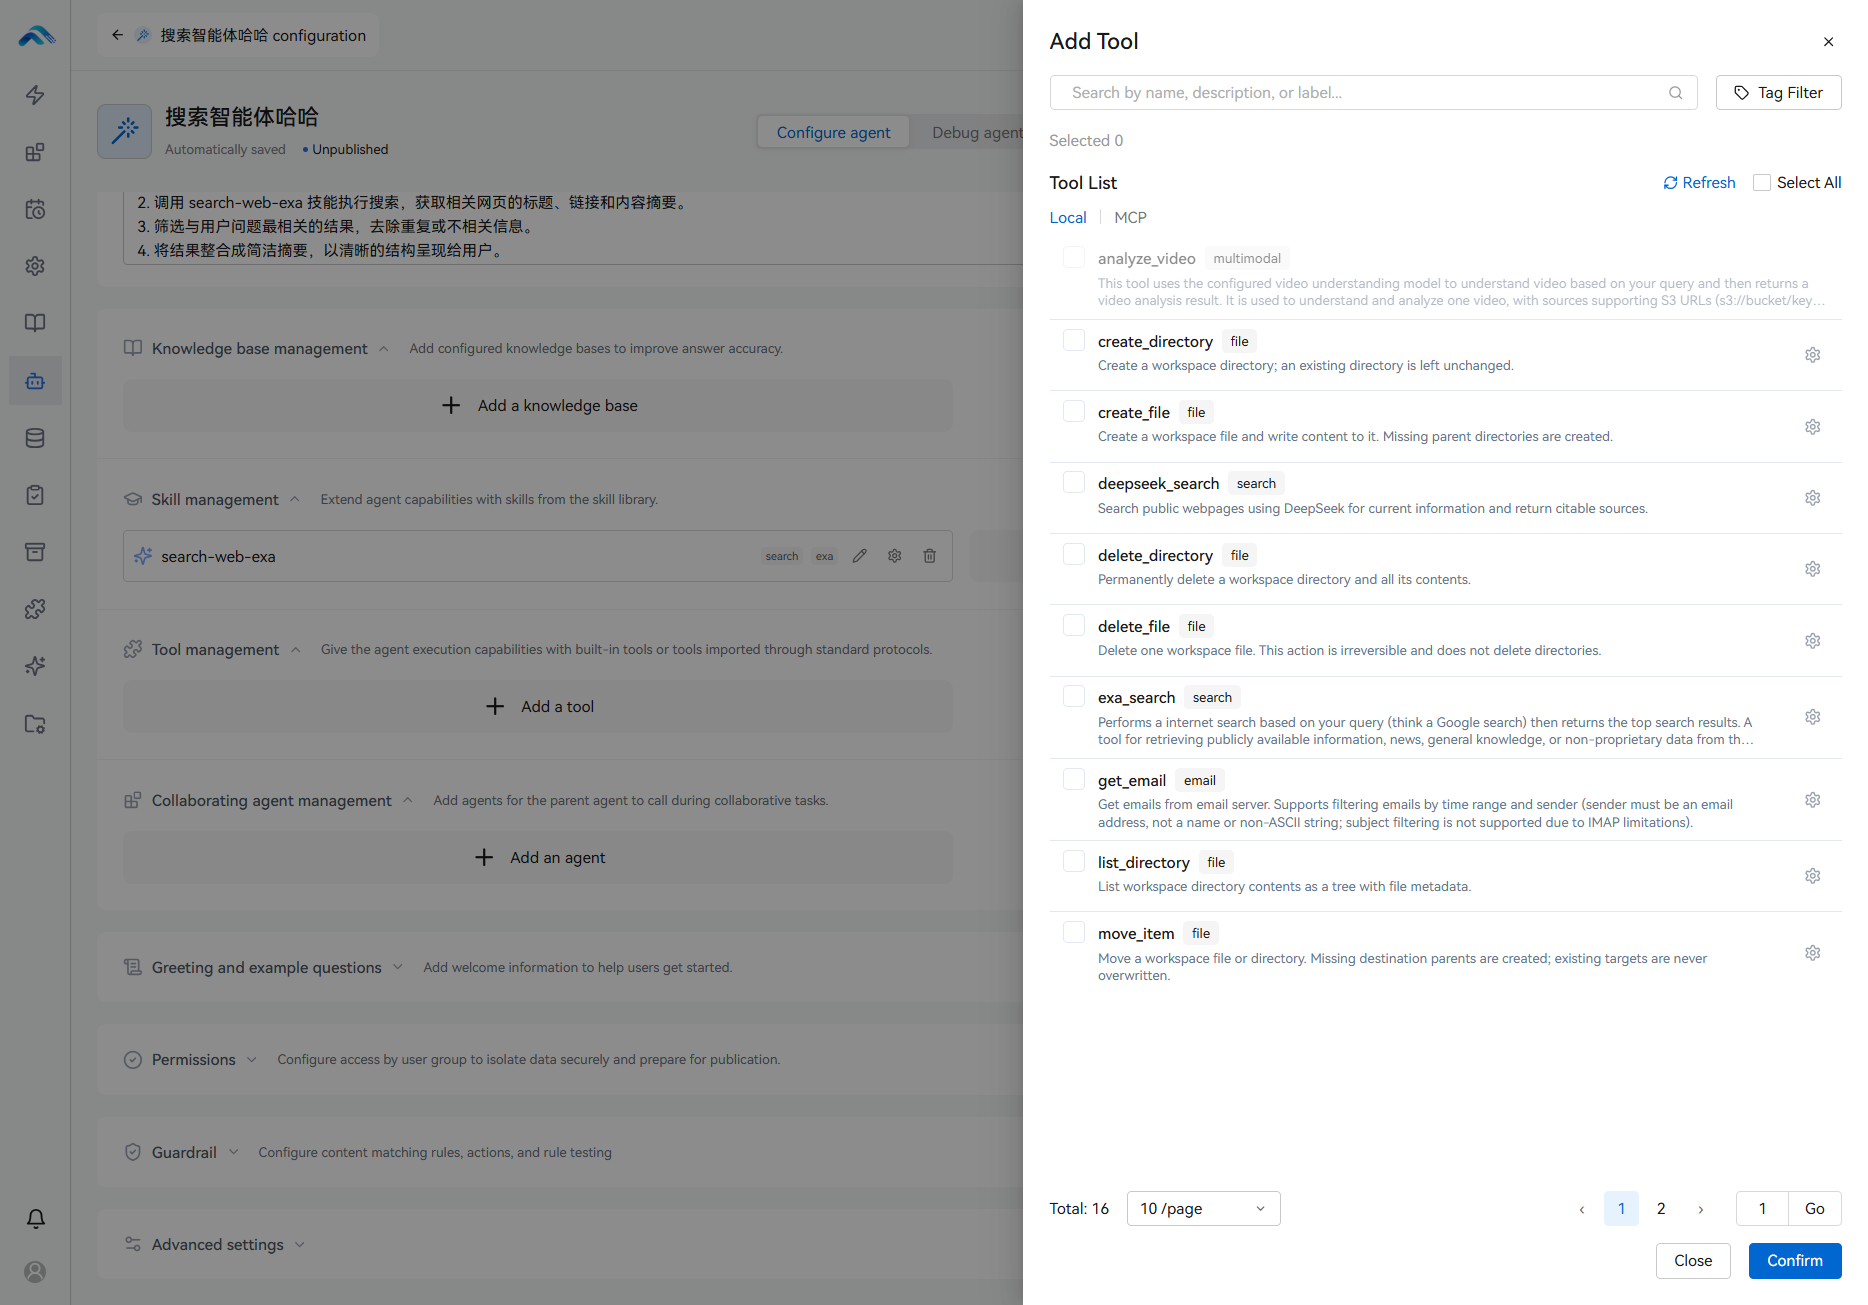 搜索智能体哈哈 configuration
搜索智能体哈哈
Automatically saved
Unpublished
Configure agent
Debug agent
2. 调用 search-web-exa 技能执行搜索，获取相关网页的标题、链接和内容摘要。
3. 筛选与用户问题最相关的结果，去除重复或不相关信息。
4. 将结果整合成简洁摘要，以清晰的结构呈现给用户。
Knowledge base management
Add configured knowledge bases to improve answer accuracy.
Add a knowledge base
Skill management
Extend agent capabilities with skills from the skill library.
search-web-exa
search
exa
Tool management
Give the agent execution capabilities with built-in tools or tools imported through standard protocols.
Add a tool
Collaborating agent management
Add agents for the parent agent to call during collaborative tasks.
Add an agent
Greeting and example questions
Add welcome information to help users get started.
Permissions
Configure access by user group to isolate data securely and prepare for publication.
Guardrail
Configure content matching rules, actions, and rule testing
Advanced settings
Add Tool
Search by name, description, or label...
Tag Filter
Selected 0
Tool List
Refresh
Select All
Local
MCP
analyze_video
multimodal
This tool uses the configured video understanding model to understand video based on your query and then returns a
video analysis result. It is used to understand and analyze one video, with sources supporting S3 URLs (s3://bucket/key...
create_directory
file
Create a workspace directory; an existing directory is left unchanged.
create_file
file
Create a workspace file and write content to it. Missing parent directories are created.
deepseek_search
search
Search public webpages using DeepSeek for current information and return citable sources.
delete_directory
file
Permanently delete a workspace directory and all its contents.
delete_file
file
Delete one workspace file. This action is irreversible and does not delete directories.
exa_search
search
Performs a internet search based on your query (think a Google search) then returns the top search results. A
tool for retrieving publicly available information, news, general knowledge, or non-proprietary data from th...
get_email
email
Get emails from email server. Supports filtering emails by time range and sender (sender must be an email
address, not a name or non-ASCII string; subject filtering is not supported due to IMAP limitations).
list_directory
file
List workspace directory contents as a tree with file metadata.
move_item
file
Move a workspace file or directory. Missing destination parents are created; existing targets are never
overwritten.
Total: 16
10 /page
1
2
1
Go
Close
Confirm